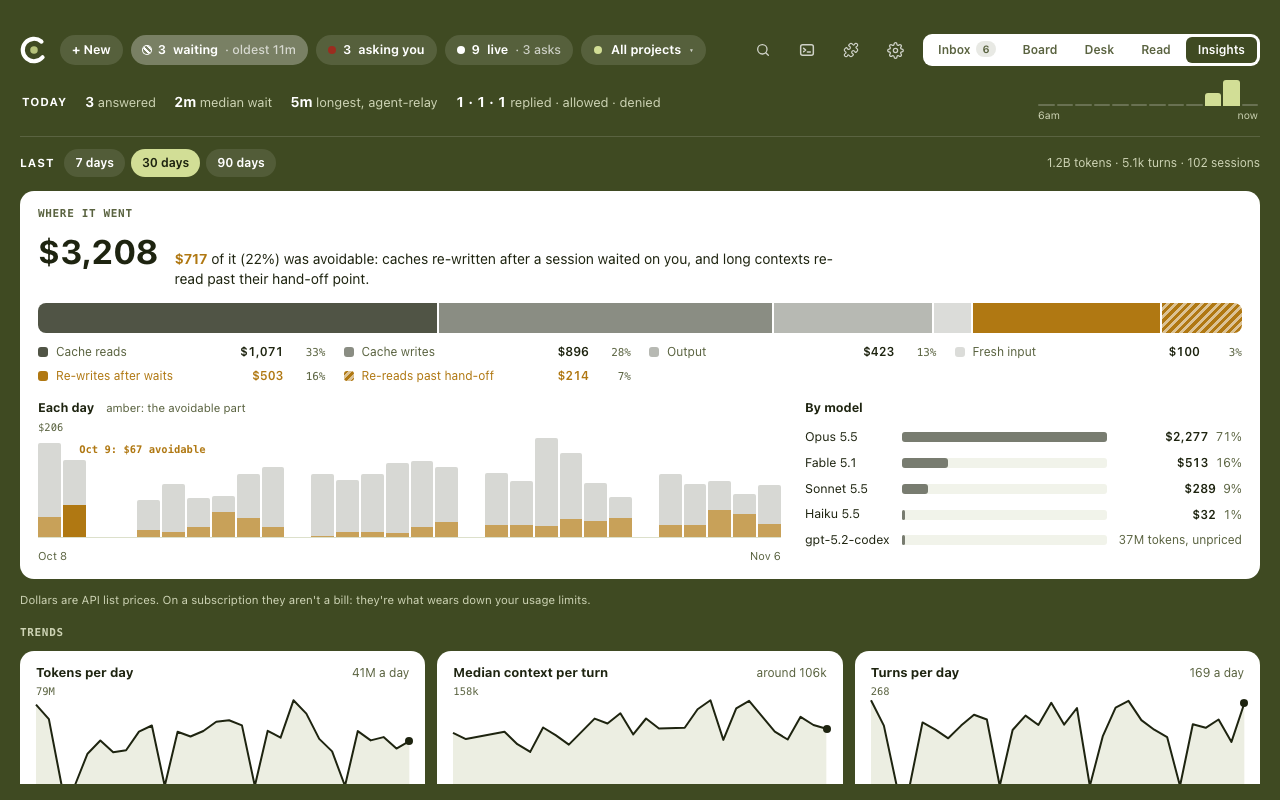 + New
3 waiting · oldest 11m
3 asking you
9 live · 3 asks
All projects
Inbox 6
Board
Desk
Read
Insights
TODAY
3 answered
2m median wait
5m longest, agent-relay
1 · 1 · 1 replied · allowed · denied
6am
now
LAST
7 days
30 days
90 days
1.2B tokens · 5.1k turns · 102 sessions
WHERE IT WENT
$3,208
$717 of it (22%) was avoidable: caches re-written after a session waited on you, and long contexts re-
read past their hand-off point.
Cache reads $1,071 33%
Cache writes $896 28%
Output $423 13%
Fresh input $100 3%
Re-writes after waits $503 16%
Re-reads past hand-off $214 7%
Each day amber: the avoidable part
$206
Oct 9: $67 avoidable
Oct 8
Nov 6
By model
Opus 5.5 $2,277 71%
Fable 5.1 $513 16%
Sonnet 5.5 $289 9%
Haiku 5.5 $32 1%
gpt-5.2-codex 37M tokens, unpriced
Dollars are API list prices. On a subscription they aren't a bill: they're what wears down your usage limits.
TRENDS
Tokens per day 41M a day
79M
Median context per turn around 106k
158k
Turns per day 169 a day
268